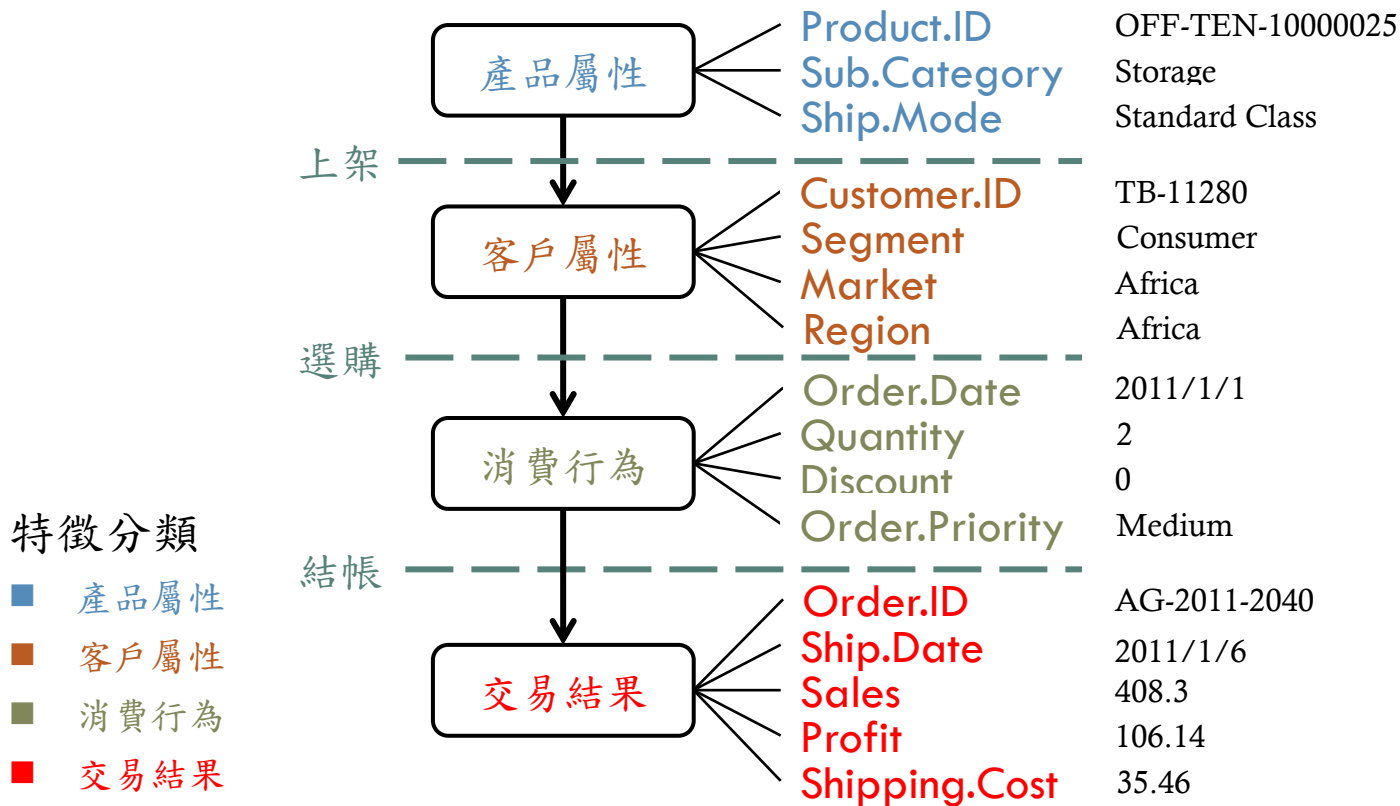 產品屬性
Product.ID OFF-TEN-10000025
Sub.Category Storage
Ship.Mode Standard Class
上架
客戶屬性
Customer.ID TB-11280
Segment Consumer
Market Africa
Region Africa
選購
消費行為
Order.Date 2011/1/1
Quantity 2
Discount 0
Order.Priority Medium
結帳
交易結果
Order.ID AG-2011-2040
Ship.Date 2011/1/6
Sales 408.3
Profit 106.14
Shipping.Cost 35.46
特徵分類
產品屬性
客戶屬性
消費行為
交易結果